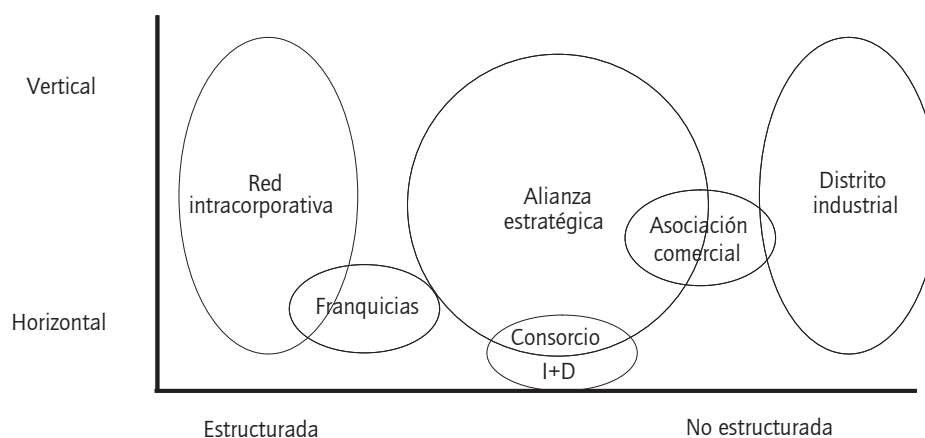 Vertical
Red
intracorporativa
Alianza
estratégica
Distrito
industrial
Asociación
comercial
Franquicias
Horizontal
Consorcio
I+D
Estructurada
No estructurada